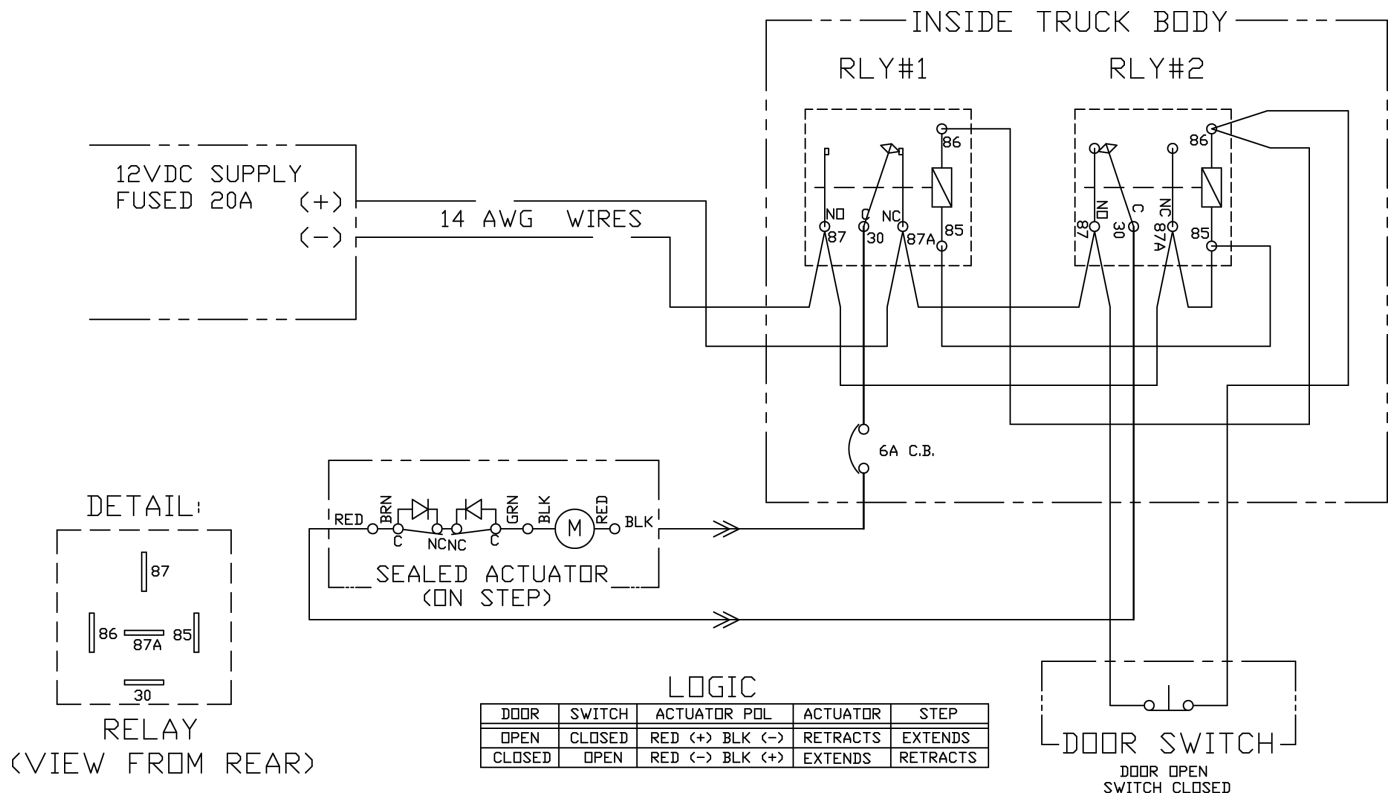 INSIDE TRUCK BODY
RLY#1
RLY#2
86
NO C NC
87 30 87A 85
86
NO C NC
87 30 87A 85
12VDC SUPPLY
FUSED 20A (+)
(-)
14 AWG WIRES
6A C.B.
RED BRN GRN BLK RED BLK
M
C NC NC C
SEALED ACTUATOR
(ON STEP)
DETAIL:
87
86 87A 85
30
RELAY
(VIEW FROM REAR)
LOGIC
DOOR SWITCH ACTUATOR POL ACTUATOR STEP
OPEN CLOSED RED (+) BLK (-) RETRACTS EXTENDS
CLOSED OPEN RED (-) BLK (+) EXTENDS RETRACTS
DOOR SWITCH
DOOR OPEN
SWITCH CLOSED